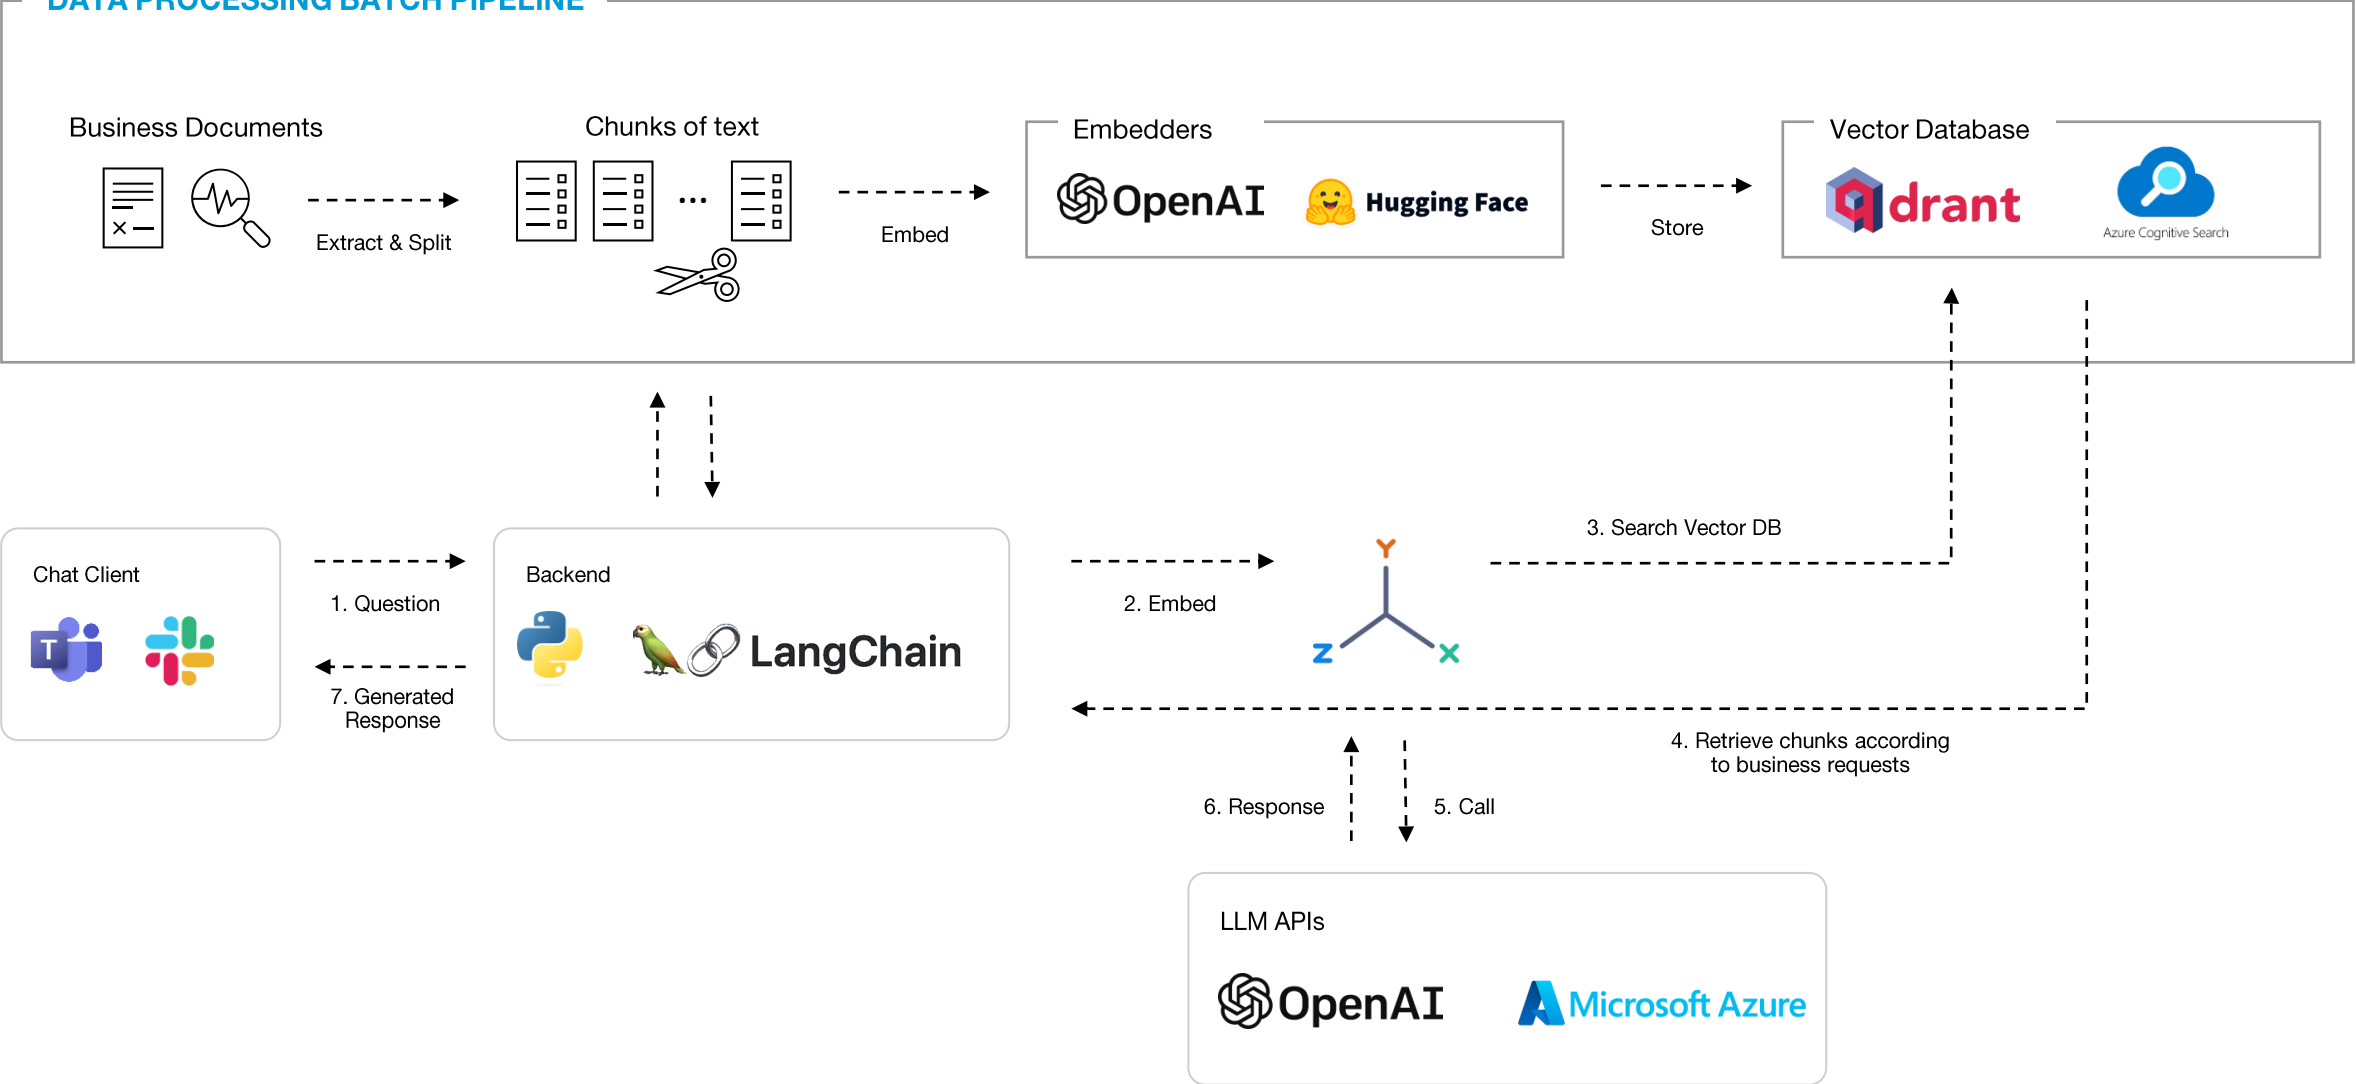 DATA PROCESSING BATCH PIPELINE
Business Documents
Extract & Split
Chunks of text
...
Embed
Embedders
OpenAI
Hugging Face
Store
Vector Database
qdrant
Azure Cognitive Search
Chat Client
T
1. Question
7. Generated
Response
Backend
LangChain
2. Embed
Y
Z
X
3. Search Vector DB
4. Retrieve chunks according
to business requests
6. Response
5. Call
LLM APIs
OpenAI
Microsoft Azure